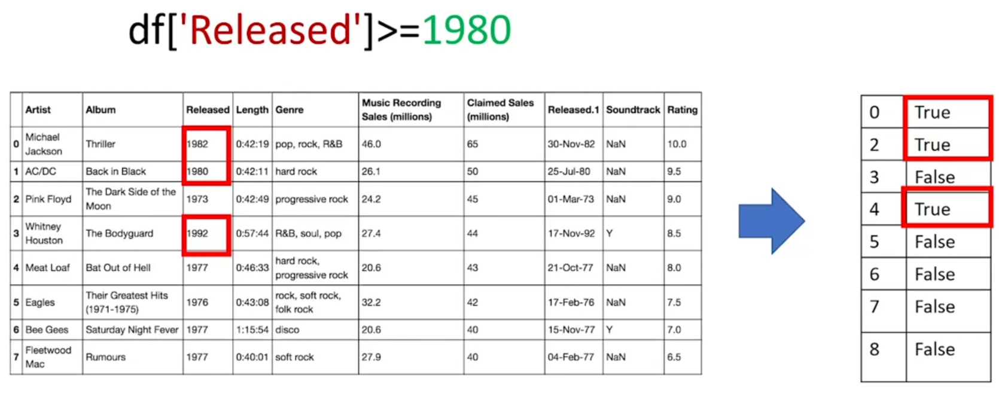 df['Released']>=1980
Artist Album Released Length Genre Music Recording Sales (millions) Claimed Sales (millions) Released.1 Soundtrack Rating
0 Michael Jackson Thriller 1982 0:42:19 pop, rock, R&B 46.0 65 30-Nov-82 NaN 10.0
1 AC/DC Back in Black 1980 0:42:11 hard rock 26.1 50 25-Jul-80 NaN 9.5
2 Pink Floyd The Dark Side of the Moon 1973 0:42:49 progressive rock 24.2 45 01-Mar-73 NaN 9.0
3 Whitney Houston The Bodyguard 1992 0:57:44 R&B, soul, pop 27.4 44 17-Nov-92 Y 8.5
4 Meat Loaf Bat Out of Hell 1977 0:46:33 hard rock, progressive rock 20.6 43 21-Oct-77 NaN 8.0
5 Eagles Their Greatest Hits (1971-1975) 1976 0:43:08 rock, soft rock, folk rock 32.2 42 17-Feb-76 NaN 7.5
6 Bee Gees Saturday Night Fever 1977 1:15:54 disco 20.6 40 15-Nov-77 Y 7.0
7 Fleetwood Mac Rumours 1977 0:40:01 soft rock 27.9 40 04-Feb-77 NaN 6.5
0 True
2 True
3 False
4 True
5 False
6 False
7 False
8 False